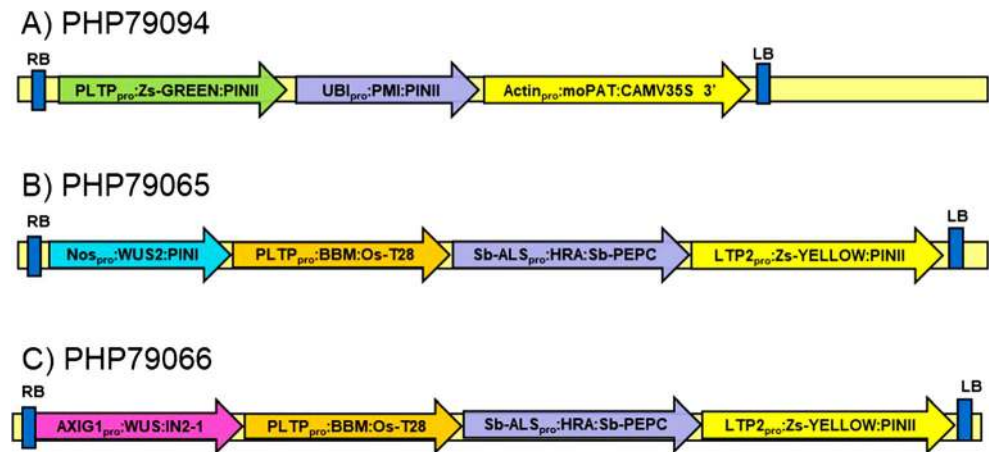 A) PHP79094
RB
LB
PLTPpro:Zs-GREEN:PINII
UBIpro:PMI:PINII
Actinpro:moPAT:CAMV35S 3'
B) PHP79065
RB
LB
Nospro:WUS2:PINI
PLTPpro:BBM:Os-T28
Sb-ALSpro:HRA:Sb-PEPC
LTP2pro:Zs-YELLOW:PINII
C) PHP79066
RB
LB
AXIG1pro:WUS:IN2-1
PLTPpro:BBM:Os-T28
Sb-ALSpro:HRA:Sb-PEPC
LTP2pro:Zs-YELLOW:PINII